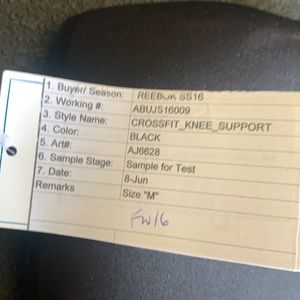 1. Buyer/ Season: REEBOK SS16
2. Working #: ABUJS16009
3. Style Name: CROSSFIT_KNEE_SUPPORT
4. Color: BLACK
5. Art#: AJ6628
6. Sample Stage: Sample for Test
7. Date: 8-Jun
Remarks Size "M"
FW16